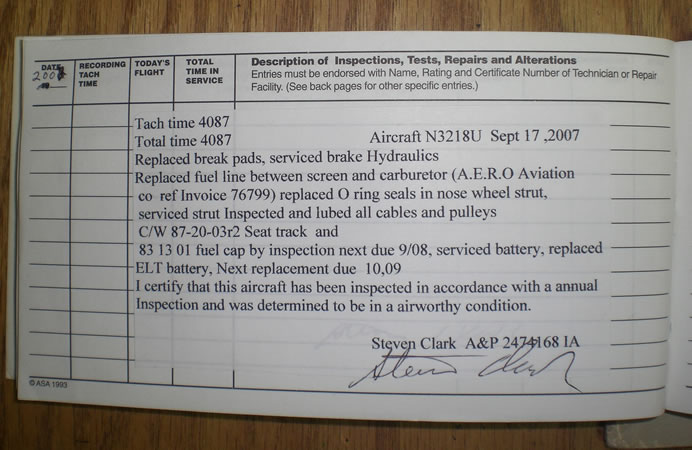 DATE
200
RECORDING
TACH
TIME
TODAY'S
FLIGHT
TOTAL
TIME IN
SERVICE
Description of Inspections, Tests, Repairs and Alterations
Entries must be endorsed with Name, Rating and Certificate Number of Technician or Repair
Facility. (See back pages for other specific entries.)
Tach time 4087
Total time 4087 Aircraft N3218U Sept 17 ,2007
Replaced break pads, serviced brake Hydraulics
Replaced fuel line between screen and carburetor (A.E.R.O Aviation
co ref Invoice 76799) replaced O ring seals in nose wheel strut,
serviced strut Inspected and lubed all cables and pulleys
C/W 87-20-03r2 Seat track and
83 13 01 fuel cap by inspection next due 9/08, serviced battery, replaced
ELT battery, Next replacement due 10,09
I certify that this aircraft has been inspected in accordance with a annual
Inspection and was determined to be in a airworthy condition.
Steven Clark A&P 2474168 IA
Steven Clark
© ASA 1993